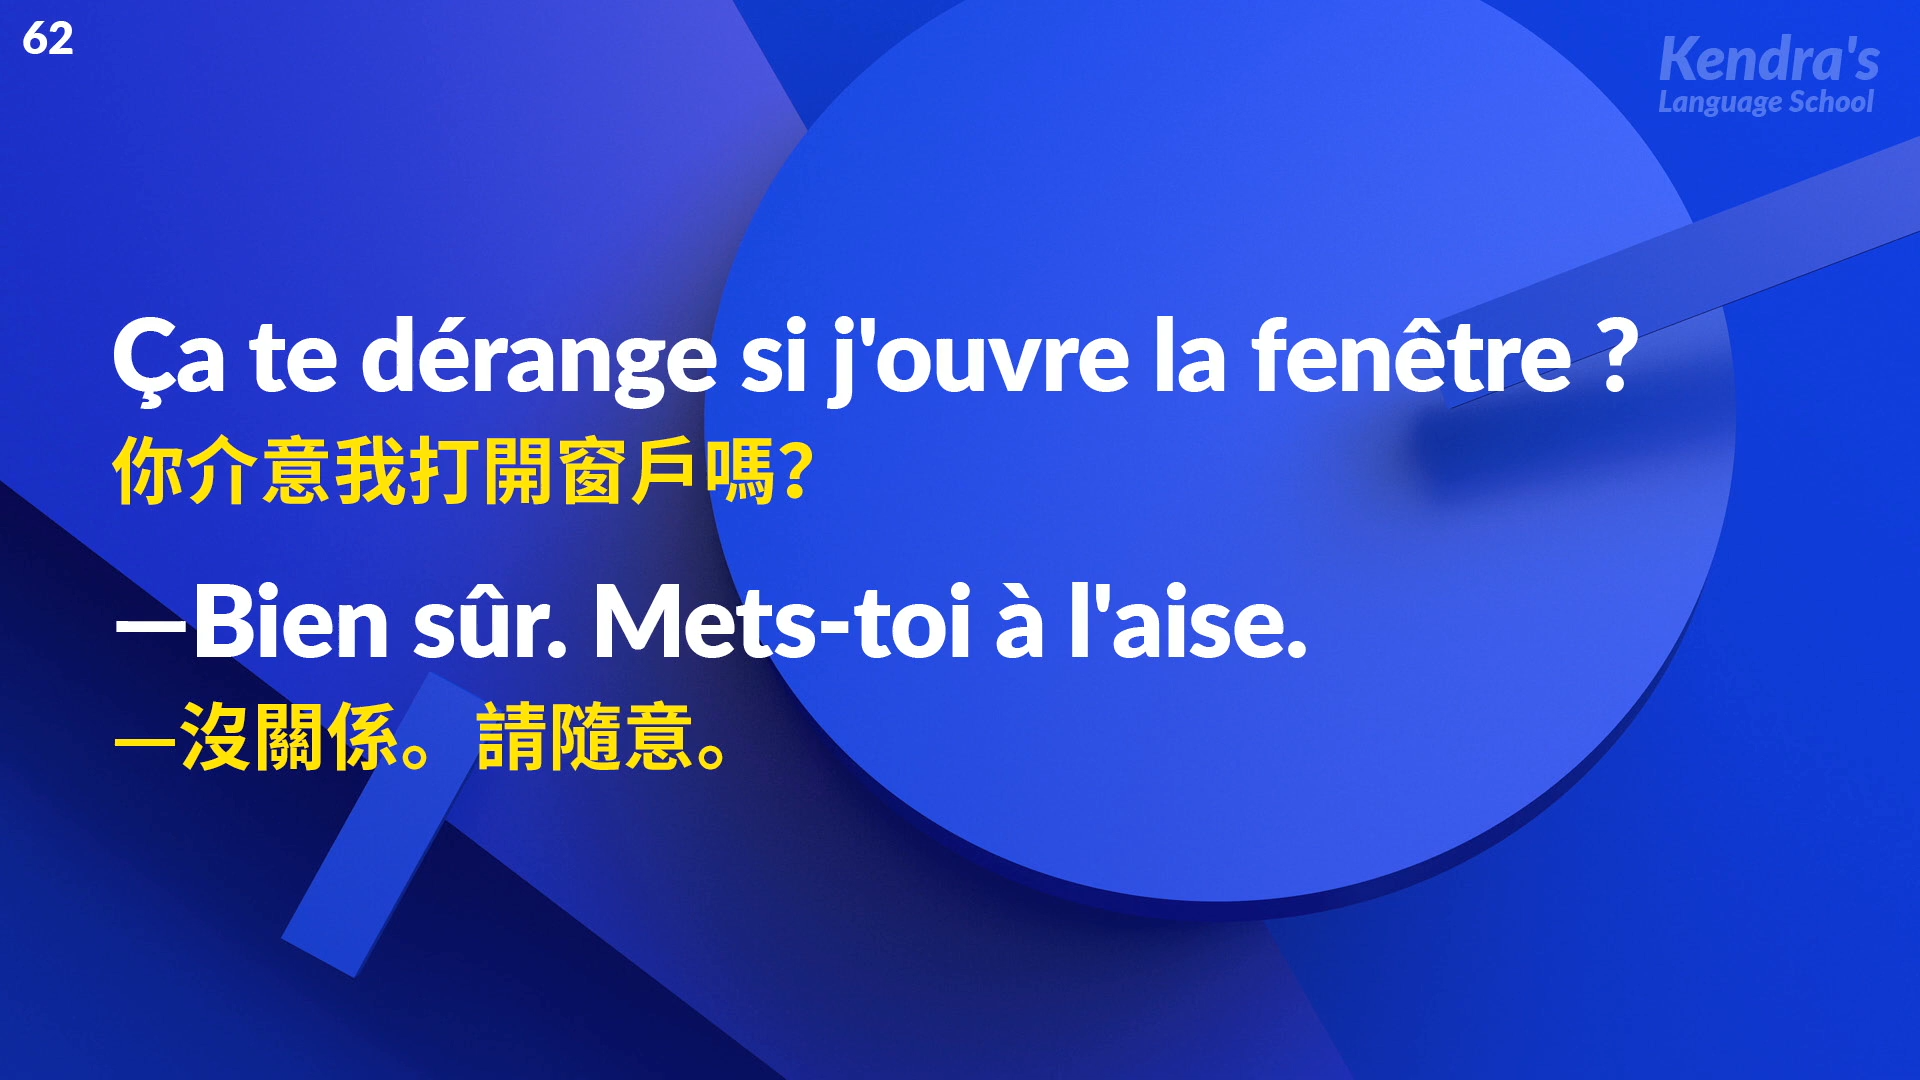 62
Kendra's
Language School
Ça te dérange si j'ouvre la fenêtre ?
你介意我打開窗戶嗎?
—Bien sûr. Mets-toi à l'aise.
—沒關係。請隨意。